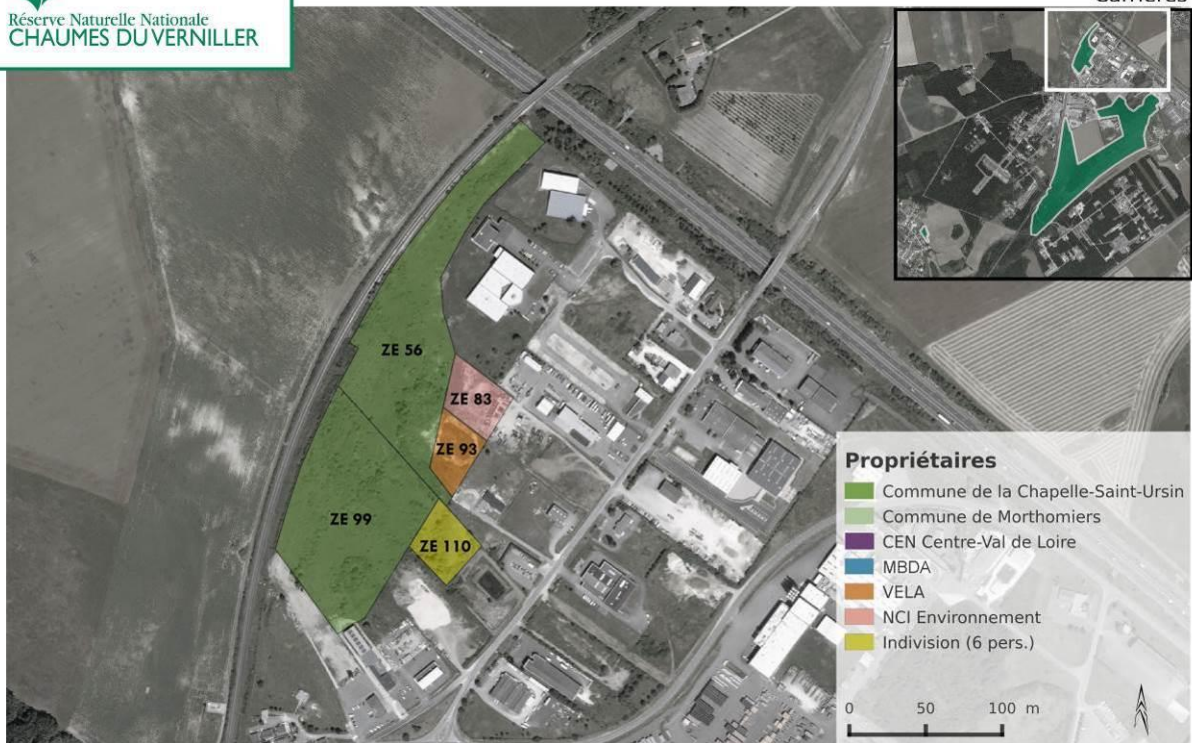 Réserve Naturelle Nationale
CHAUMES DU VERNILLER
ZE 56
ZE 83
ZE 93
ZE 99
ZE 110
Propriétaires
Commune de la Chapelle-Saint-Ursin
Commune de Morthomiers
CEN Centre-Val de Loire
MBDA
VELA
NCI Environnement
Indivision (6 pers.)
0 50 100 m